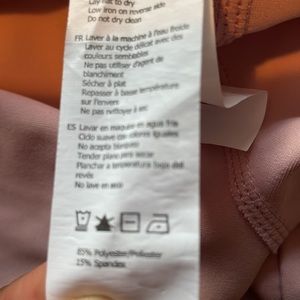 Lay flat to dry
Low iron on reverse side
Do not dry clean
FR Laver à la machine à l'eau froide
Laver au cycle délicat avec des
couleurs semblables
Ne pas utiliser d'agent de
blanchiment
Sécher à plat
Repasser à basse température
sur l'envers
Ne pas nettoyer à sec
ES Lavar en maquina en agua fria
Ciclo suave con colores iguales
No acepta blanqueo
Tender plano para secar
Planchar a temperatura baja del
revés
No lave en seco
85% Polyester/Poliester
15% Spandex